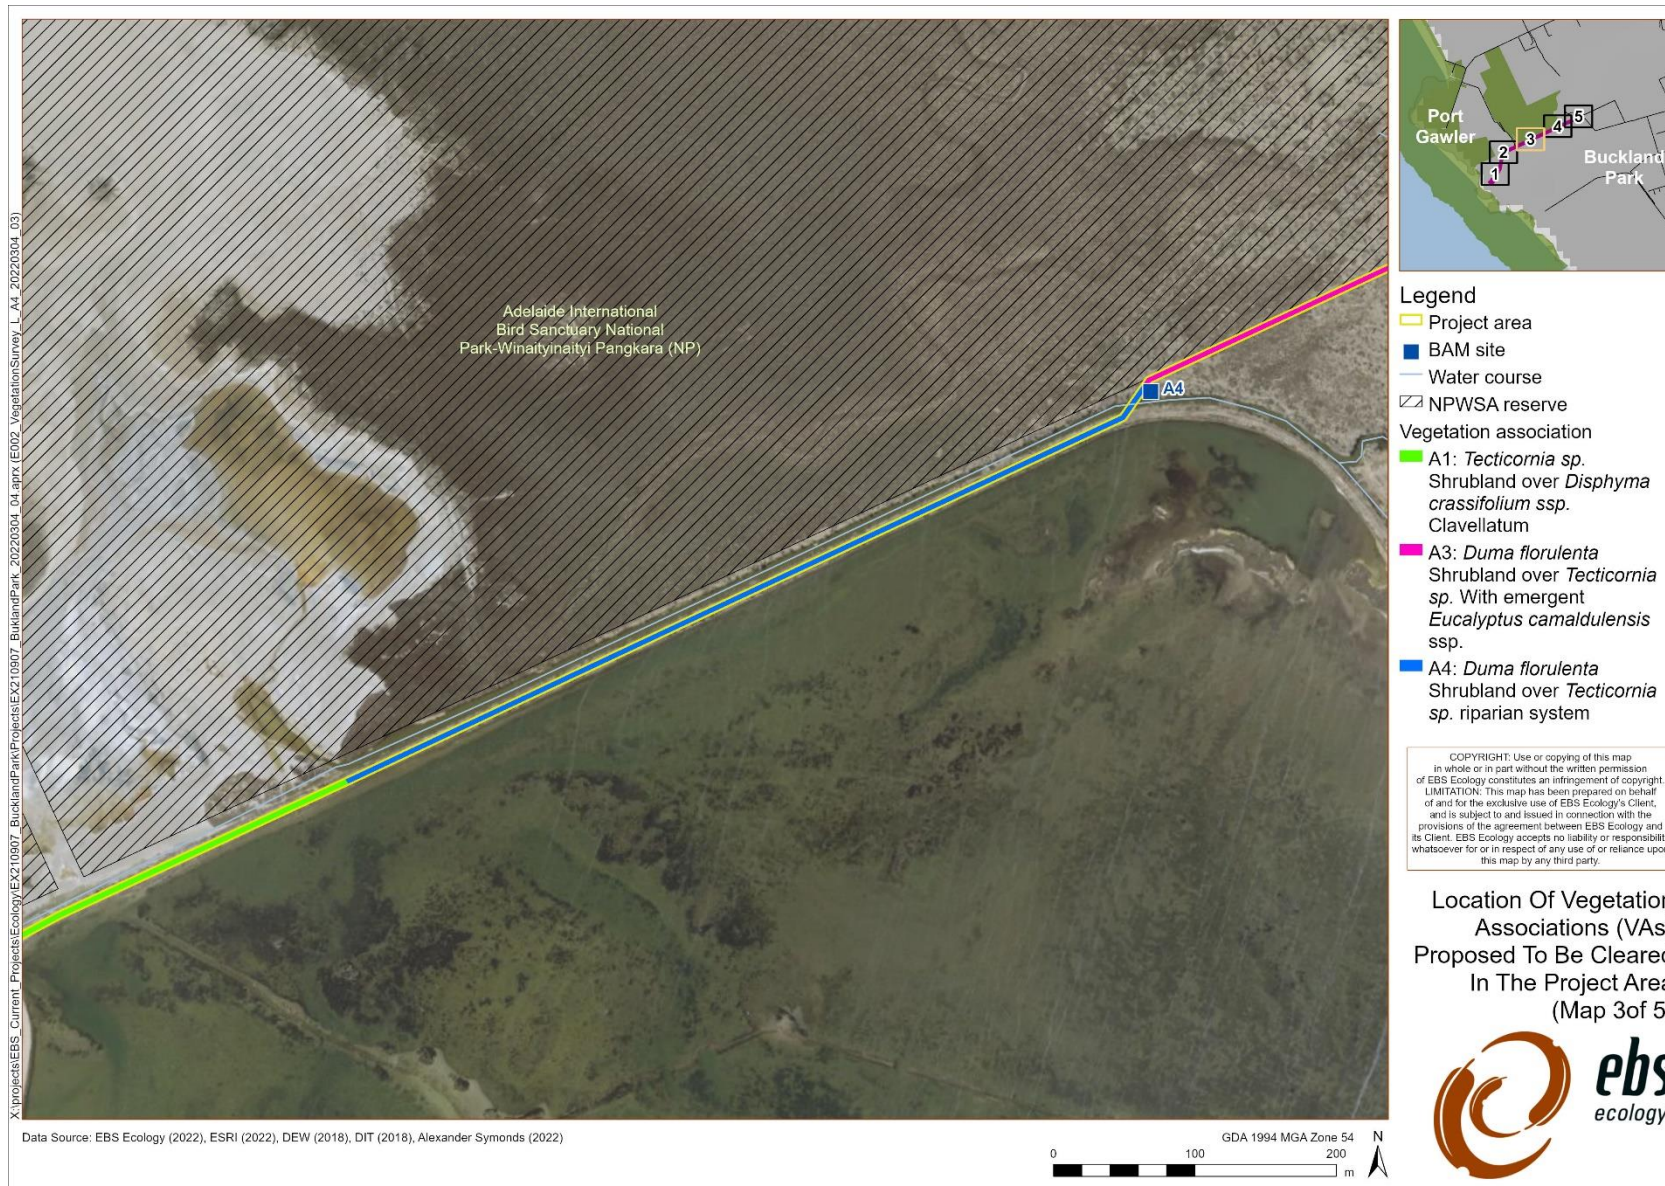 X:\projects\EBS_Current_Projects\Ecology\EX210907_BucklandPark\Projects\EX210907_BuklandPark_20220304_04.aprx (E002_VegetationSurvey_L_A4_20220304_03)
Adelaide International
Bird Sanctuary National
Park-Winaityinaityi Pangkara (NP)
A4
Port
Gawler
Buckland
Park
1
2
3
4
5
Legend
Project area
BAM site
Water course
NPWSA reserve
Vegetation association
A1: Tecticornia sp.
Shrubland over Disphyma
crassifolium ssp.
Clavellatum
A3: Duma florulenta
Shrubland over Tecticornia
sp. With emergent
Eucalyptus camaldulensis
ssp.
A4: Duma florulenta
Shrubland over Tecticornia
sp. riparian system
COPYRIGHT: Use or copying of this map
in whole or in part without the written permission
of EBS Ecology constitutes an infringement of copyright.
LIMITATION: This map has been prepared on behalf
of and for the exclusive use of EBS Ecology's Client,
and is subject to and issued in connection with the
provisions of the agreement between EBS Ecology and
its Client. EBS Ecology accepts no liability or responsibilit
whatsoever for or in respect of any use of or reliance upon
this map by any third party.
Location Of Vegetation
Associations (VAs
Proposed To Be Cleared
In The Project Area
(Map 3of 5
ebs
ecology
Data Source: EBS Ecology (2022), ESRI (2022), DEW (2018), DIT (2018), Alexander Symonds (2022)
GDA 1994 MGA Zone 54
N
0 100 200
m